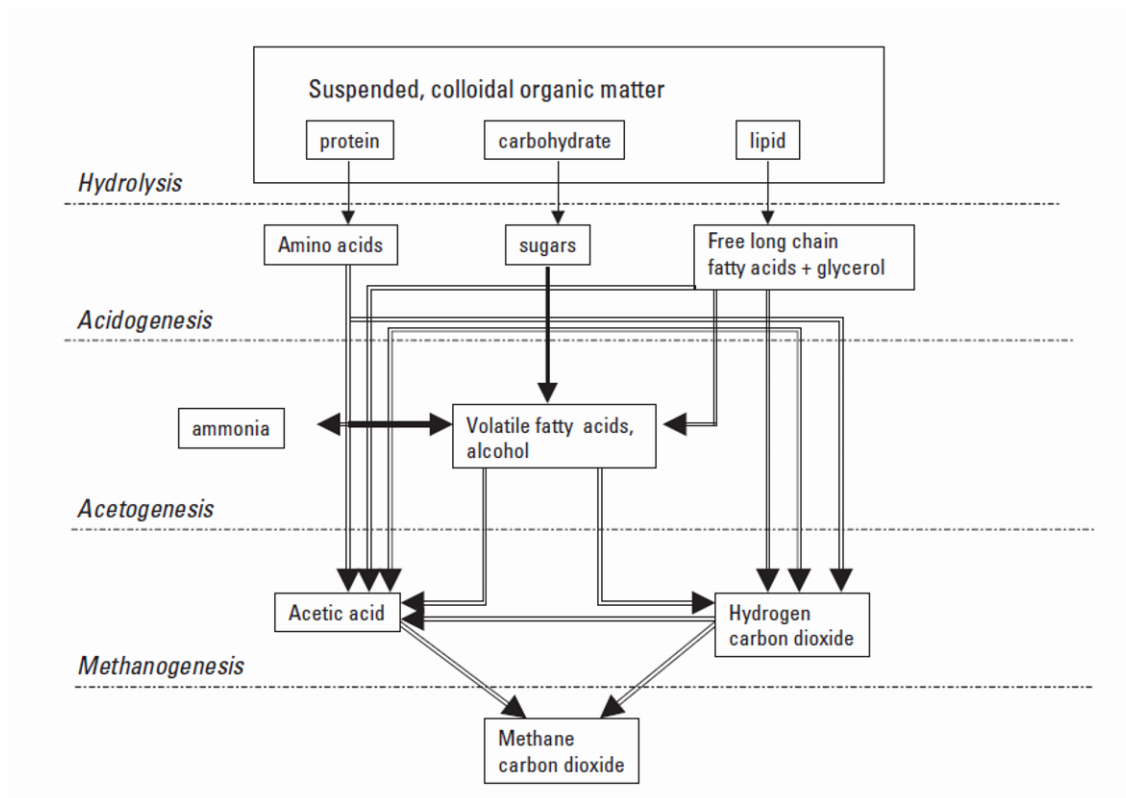 Suspended, colloidal organic matter
protein
carbohydrate
lipid
Hydrolysis
Amino acids
sugars
Free long chain
fatty acids + glycerol
Acidogenesis
ammonia
Volatile fatty acids,
alcohol
Acetogenesis
Acetic acid
Hydrogen
carbon dioxide
Methanogenesis
Methane
carbon dioxide